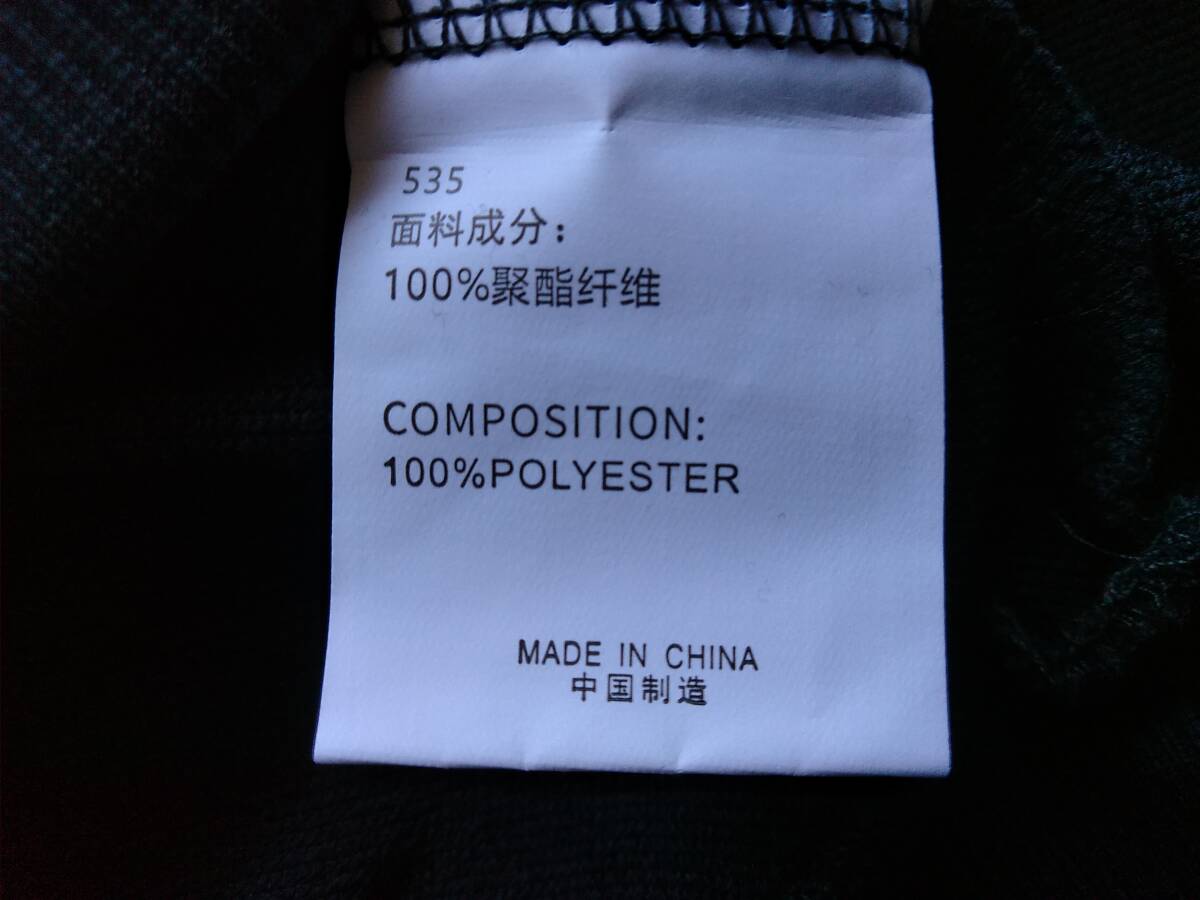 535
面料成分：
100%聚酯纤维
COMPOSITION:
100%POLYESTER
MADE IN CHINA
中国制造